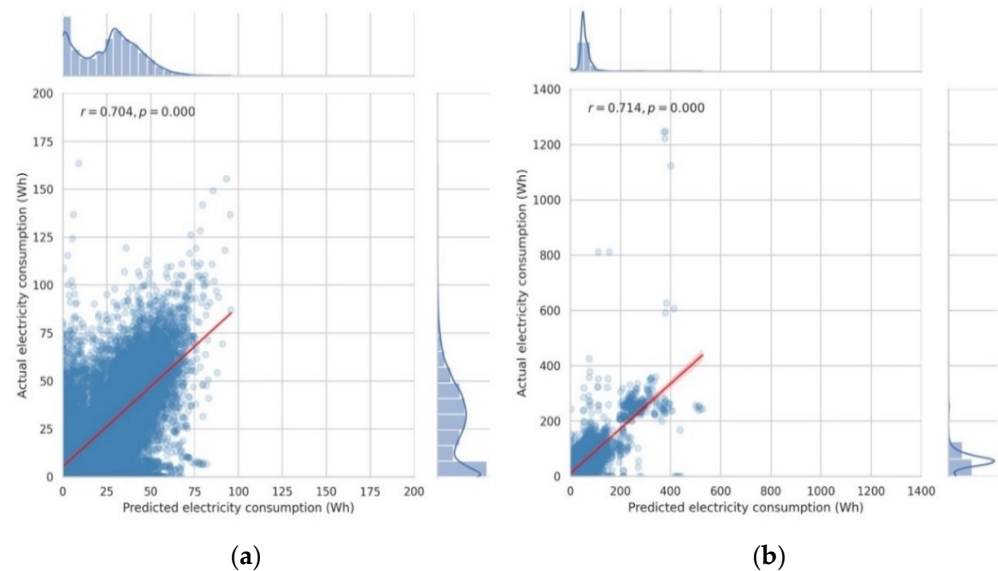 r = 0.704, p = 0.000
Actual electricity consumption (Wh)
200
175
150
125
100
75
50
25
0
0 25 50 75 100 125 150 175 200
Predicted electricity consumption (Wh)
(a)
r = 0.714, p = 0.000
Actual electricity consumption (Wh)
1400
1200
1000
800
600
400
200
0
0 200 400 600 800 1000 1200 1400
Predicted electricity consumption (Wh)
(b)